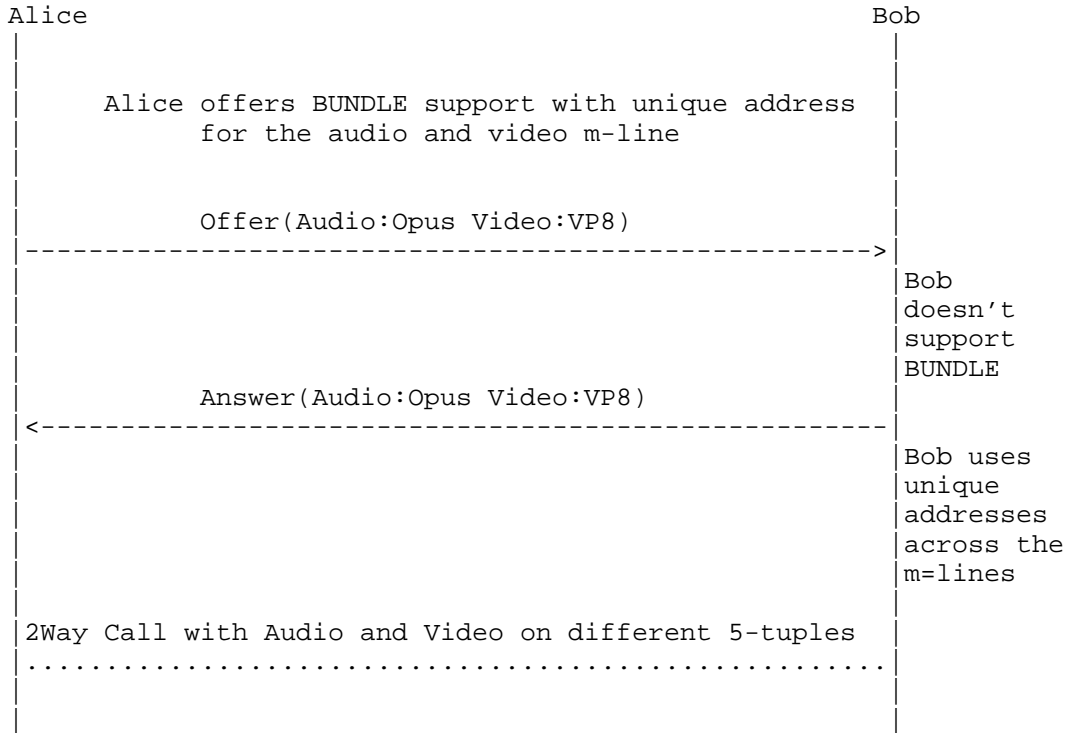 Alice Bob
Alice offers BUNDLE support with unique address
for the audio and video m-line
Offer(Audio:Opus Video:VP8)
Bob
doesn't
support
BUNDLE
Answer(Audio:Opus Video:VP8)
Bob uses
unique
addresses
across the
m=lines
2Way Call with Audio and Video on different 5-tuples